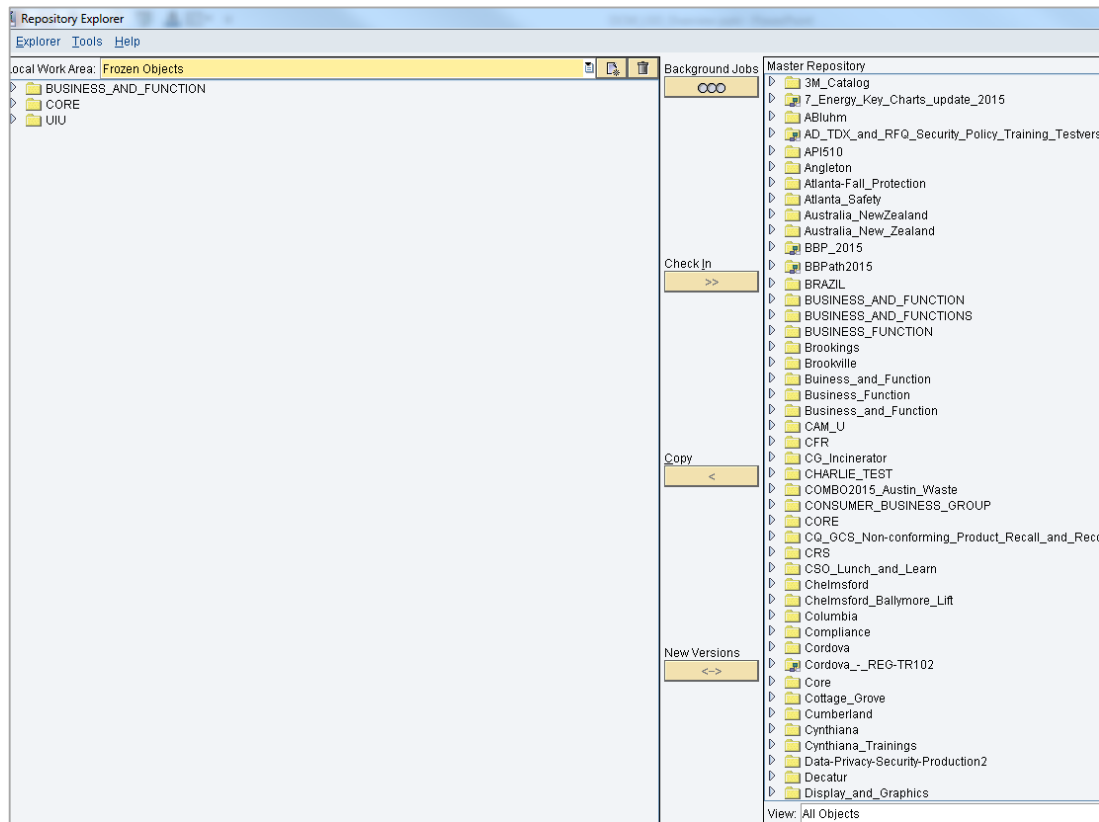 Repository Explorer
Explorer Tools Help
Local Work Area: Frozen Objects
BUSINESS_AND_FUNCTION
CORE
UIU
Background Jobs
Check In
>>
Copy
<
New Versions
<->
Master Repository
3M_Catalog
7_Energy_Key_Charts_update_2015
ABluhm
AD_TDX_and_RFQ_Security_Policy_Training_Testvers
API510
Angleton
Atlanta-Fall_Protection
Atlanta_Safety
Australia_NewZealand
Australia_New_Zealand
BBP_2015
BBPath2015
BRAZIL
BUSINESS_AND_FUNCTION
BUSINESS_AND_FUNCTIONS
BUSINESS_FUNCTION
Brookings
Brookville
Buiness_and_Function
Business_Function
Business_and_Function
CAM_U
CFR
CG_Incinerator
CHARLIE_TEST
COMBO2015_Austin_Waste
CONSUMER_BUSINESS_GROUP
CORE
CQ_GCS_Non-conforming_Product_Recall_and_Reco
CRS
CSO_Lunch_and_Learn
Chelmsford
Chelmsford_Ballymore_Lift
Columbia
Compliance
Cordova
Cordova_-_REG-TR102
Core
Cottage_Grove
Cumberland
Cynthiana
Cynthiana_Trainings
Data-Privacy-Security-Production2
Decatur
Display_and_Graphics
View: All Objects